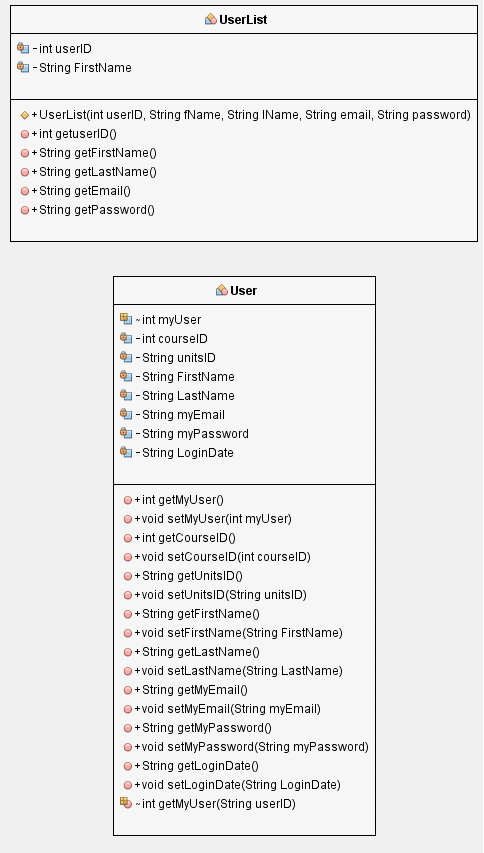 UserList
- int userID
- String FirstName
+ UserList(int userID, String fName, String lName, String email, String password)
+ int getuserID()
+ String getFirstName()
+ String getLastName()
+ String getEmail()
+ String getPassword()
User
~ int myUser
- int courseID
- String unitsID
- String FirstName
- String LastName
- String myEmail
- String myPassword
- String LoginDate
+ int getMyUser()
+ void setMyUser(int myUser)
+ int getCourseID()
+ void setCourseID(int courseID)
+ String getUnitsID()
+ void setUnitsID(String unitsID)
+ String getFirstName()
+ void setFirstName(String FirstName)
+ String getLastName()
+ void setLastName(String LastName)
+ String getMyEmail()
+ void setMyEmail(String myEmail)
+ String getMyPassword()
+ void setMyPassword(String myPassword)
+ String getLoginDate()
+ void setLoginDate(String LoginDate)
~ int getMyUser(String userID)